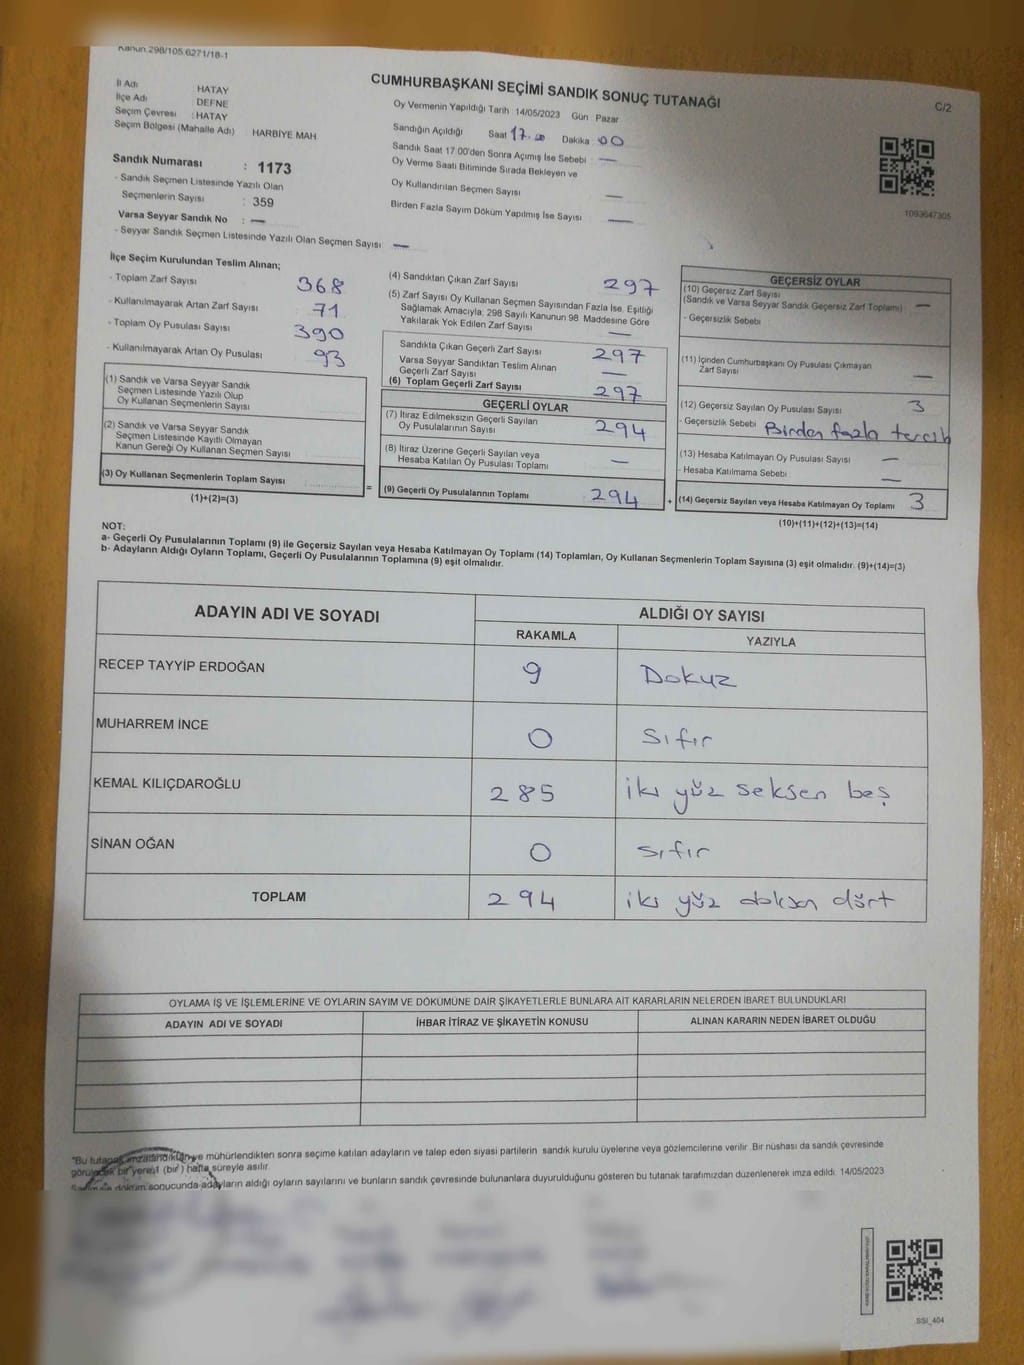 Kanun 298/105,6271/18-1
CUMHURBAŞKANI SEÇİMİ SANDIK SONUÇ TUTANAĞI
C/2
İl Adı HATAY
İlçe Adı DEFNE
Seçim Çevresi : HATAY
Seçim Bölgesi (Mahalle Adı) : HARBİYE MAH
Sandık Numarası : 1173
- Sandık Seçmen Listesinde Yazılı Olan
Seçmenlerin Sayısı : 359
Varsa Seyyar Sandık No : —
- Seyyar Sandık Seçmen Listesinde Yazılı Olan Seçmen Sayısı —
Oy Vermenin Yapıldığı Tarih : 14/05/2023 Gün : Pazar
Sandığın Açıldığı Saat 17.00 Dakika : 00
Sandık Saat 17:00'den Sonra Açımış İse Sebebi : —
Oy Verme Saati Bitiminde Sırada Bekleyen ve
Oy Kullandırılan Seçmen Sayısı —
Birden Fazla Sayım Döküm Yapılmış İse Sayısı —
1093647305
İlçe Seçim Kurulundan Teslim Alınan;
- Toplam Zarf Sayısı 368
- Kullanılmayarak Artan Zarf Sayısı 71
- Toplam Oy Pusulası Sayısı 390
- Kullanılmayarak Artan Oy Pusulası 93
(1) Sandık ve Varsa Seyyar Sandık
Seçmen Listesinde Yazılı Olup
Oy Kullanan Seçmenlerin Sayısı
(2) Sandık ve Varsa Seyyar Sandık
Seçmen Listesinde Kayıtlı Olmayan
Kanun Gereği Oy Kullanan Seçmen Sayısı
(3) Oy Kullanan Seçmenlerin Toplam Sayısı
(1)+(2)=(3)
(4) Sandıktan Çıkan Zarf Sayısı 297
(5) Zarf Sayısı Oy Kullanan Seçmen Sayısından Fazla İse, Eşitliği
Sağlamak Amacıyla; 298 Sayılı Kanunun 98. Maddesine Göre
Yakılarak Yok Edilen Zarf Sayısı —
Sandıkta Çıkan Geçerli Zarf Sayısı 297
Varsa Seyyar Sandıktan Teslim Alınan
Geçerli Zarf Sayısı —
(6) Toplam Geçerli Zarf Sayısı 297
GEÇERLİ OYLAR
(7) İtiraz Edilmeksizin Geçerli Sayılan
Oy Pusulalarının Sayısı 294
(8) İtiraz Üzerine Geçerli Sayılan veya
Hesaba Katılan Oy Pusulası Toplamı —
= (9) Geçerli Oy Pusulalarının Toplamı 294
GEÇERSİZ OYLAR
(10) Geçersiz Zarf Sayısı
(Sandık ve Varsa Seyyar Sandık Geçersiz Zarf Toplamı) —
- Geçersizlik Sebebi
(11) İçinden Cumhurbaşkanı Oy Pusulası Çıkmayan
Zarf Sayısı —
(12) Geçersiz Sayılan Oy Pusulası Sayısı 3
- Geçersizlik Sebebi Birden fazla tercih
(13) Hesaba Katılmayan Oy Pusulası Sayısı —
- Hesaba Katılmama Sebebi —
+ (14) Geçersiz Sayılan veya Hesaba Katılmayan Oy Toplamı 3
(10)+(11)+(12)+(13)=(14)
NOT:
a- Geçerli Oy Pusulalarının Toplamı (9) ile Geçersiz Sayılan veya Hesaba Katılmayan Oy Toplamı (14) Toplamları, Oy Kullanan Seçmenlerin Toplam Sayısına (3) eşit olmalıdır. (9)+(14)=(3)
b- Adayların Aldığı Oyların Toplamı, Geçerli Oy Pusulalarının Toplamına (9) eşit olmalıdır.
ADAYIN ADI VE SOYADI ALDIĞI OY SAYISI
RAKAMLA YAZIYLA
RECEP TAYYİP ERDOĞAN 9 Dokuz
MUHARREM İNCE 0 Sıfır
KEMAL KILIÇDAROĞLU 285 iki yüz seksen beş
SİNAN OĞAN 0 sıfır
TOPLAM 294 iki yüz doksan dört
OYLAMA İŞ VE İŞLEMLERİNE VE OYLARIN SAYIM VE DÖKÜMÜNE DAİR ŞİKAYETLERLE BUNLARA AİT KARARLARIN NELERDEN İBARET BULUNDUKLARI
ADAYIN ADI VE SOYADI İHBAR İTİRAZ VE ŞİKAYETİN KONUSU ALINAN KARARIN NEDEN İBARET OLDUĞU
"Bu tutanak imzalandıktan ve mühürlendikten sonra seçime katılan adayların ve talep eden siyasi partilerin sandık kurulu üyelerine veya gözlemcilerine verilir. Bir nüshası da sandık çevresinde
görülecek bir yere 1 (bir ) hafta süreyle asılır.
döküm sonucunda adayların aldığı oyların sayılarını ve bunların sandık çevresinde bulunanlara duyurulduğunu gösteren bu tutanak tarafımızdan düzenlenerek imza edildi. 14/05/2023
SSI_404